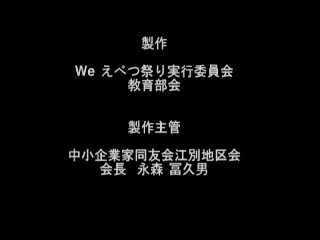 製作
We えべつ祭り実行委員会
教育部会
製作主管
中小企業家同友会江別地区会
会長 永森 冨久男